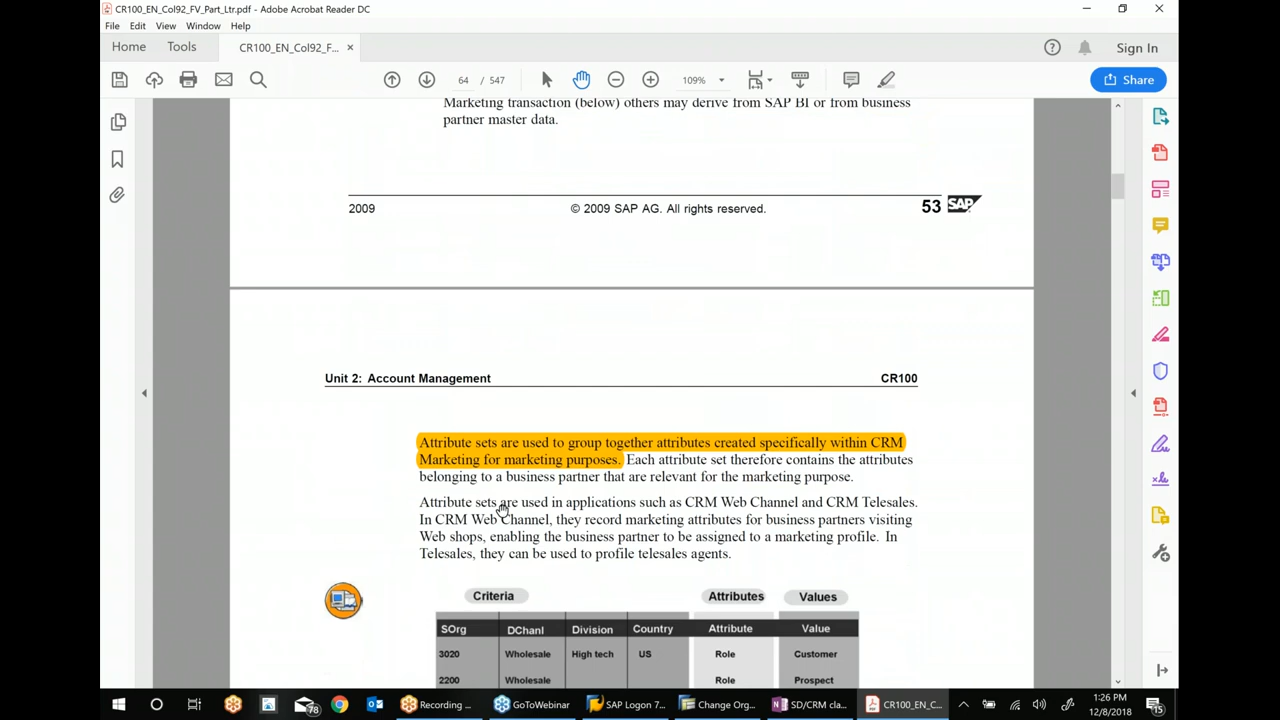 CR100_EN_Col92_FV_Part_Ltr.pdf - Adobe Acrobat Reader DC
File Edit View Window Help
Home Tools CR100_EN_Col92_F... × Sign In
64 / 547 109% Share
Marketing transaction (below) others may derive from SAP BI or from business
partner master data.
2009 © 2009 SAP AG. All rights reserved. 53 SAP
Unit 2: Account Management CR100
Attribute sets are used to group together attributes created specifically within CRM
Marketing for marketing purposes. Each attribute set therefore contains the attributes
belonging to a business partner that are relevant for the marketing purpose.
Attribute sets are used in applications such as CRM Web Channel and CRM Telesales.
In CRM Web Channel, they record marketing attributes for business partners visiting
Web shops, enabling the business partner to be assigned to a marketing profile. In
Telesales, they can be used to profile telesales agents.
Criteria Attributes Values
SOrg DChanl Division Country Attribute Value
3020 Wholesale High tech US Role Customer
2200 Wholesale Role Prospect
78 Recording ... GoToWebinar SAP Logon 7... Change Org... SD/CRM cla... CR100_EN_C... 1:26 PM
12/8/2018 15